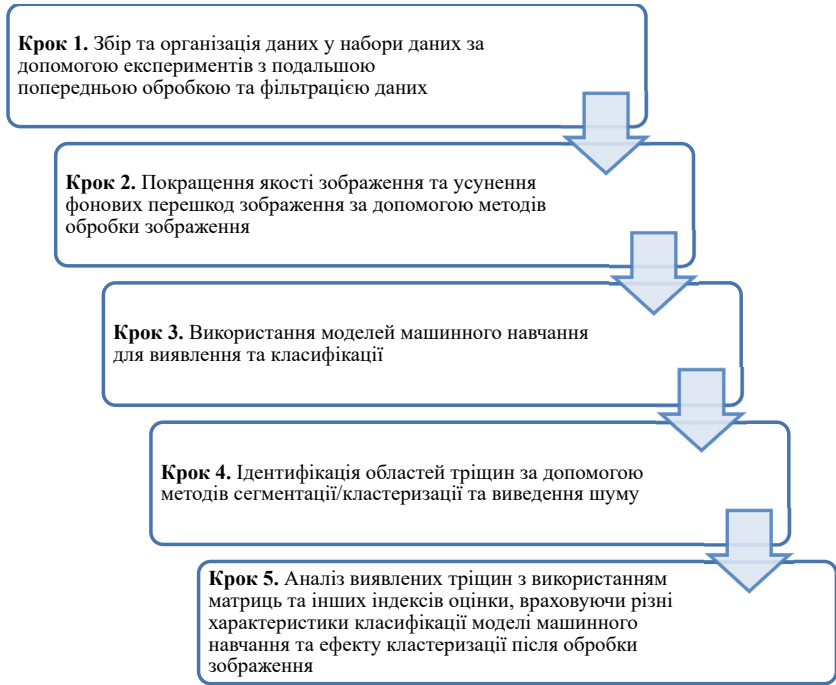 Крок 1. Збір та організація даних у набори даних за
допомогою експериментів з подальшою
попередньою обробкою та фільтрацією даних
Крок 2. Покращення якості зображення та усунення
фонових перешкод зображення за допомогою методів
обробки зображення
Крок 3. Використання моделей машинного навчання
для виявлення та класифікації
Крок 4. Ідентифікація областей тріщин за допомогою
методів сегментації/кластеризації та виведення шуму
Крок 5. Аналіз виявлених тріщин з використанням
матриць та інших індексів оцінки, враховуючи різні
характеристики класифікації моделі машинного
навчання та ефекту кластеризації після обробки
зображення